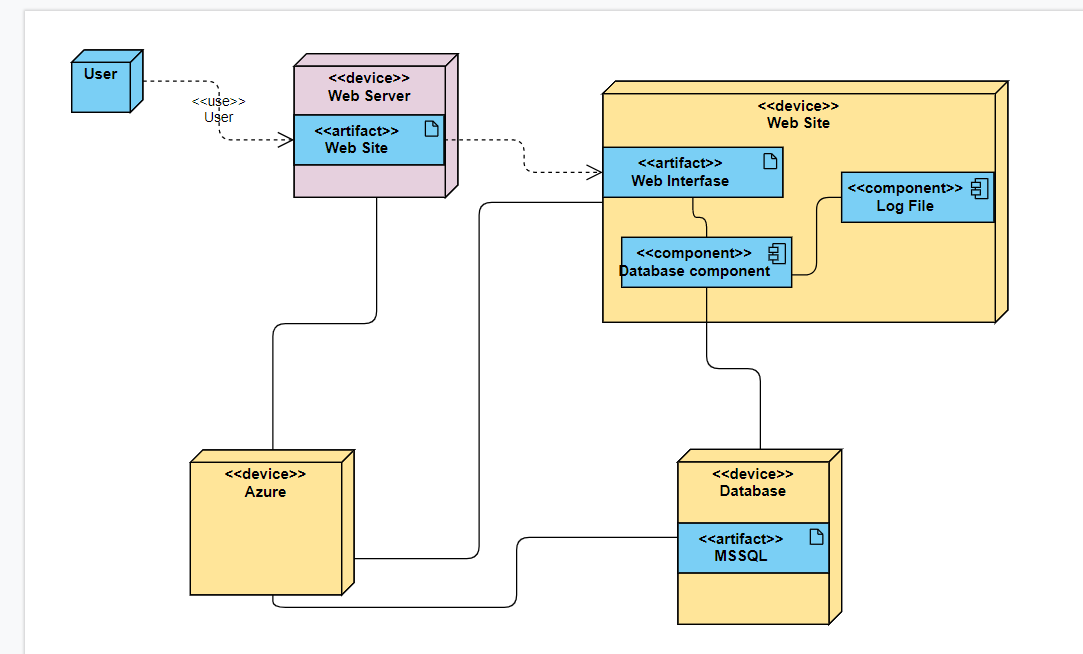 User
<<use>>
User
<<device>>
Web Server
<<artifact>>
Web Site
<<device>>
Web Site
<<artifact>>
Web Interfase
<<component>>
Log File
<<component>>
Database component
<<device>>
Azure
<<device>>
Database
<<artifact>>
MSSQL